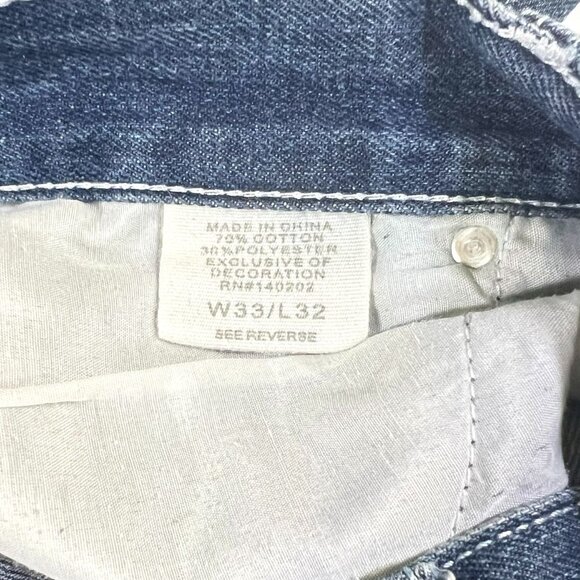 MADE IN CHINA
70% COTTON
30% POLYESTER
EXCLUSIVE OF
DECORATION
RN#140202
W33/L32
SEE REVERSE